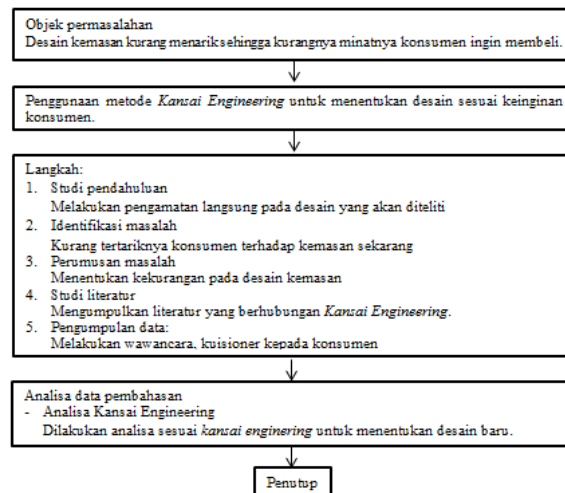 Objek permasalahan
Desain kemasan kurang menarik sehingga kurangnya minatnya konsumen ingin membeli.
Penggunaan metode Kansai Engineering untuk menentukan desain sesuai keinginan
konsumen.
Langkah:
1. Studi pendahuluan
Melakukan pengamatan langsung pada desain yang akan diteliti
2. Identifikasi masalah
Kurang tertariknya konsumen terhadap kemasan sekarang
3. Perumusan masalah
Menentukan kekurangan pada desain kemasan
4. Studi literatur
Mengumpulkan literatur yang berhubungan Kansai Engineering.
5. Pengumpulan data:
Melakukan wawancara, kuisioner kepada konsumen
Analisa data pembahasan
- Analisa Kansai Engineering
Dilakukan analisa sesuai kansai enginering untuk menentukan desain baru.
Penutup